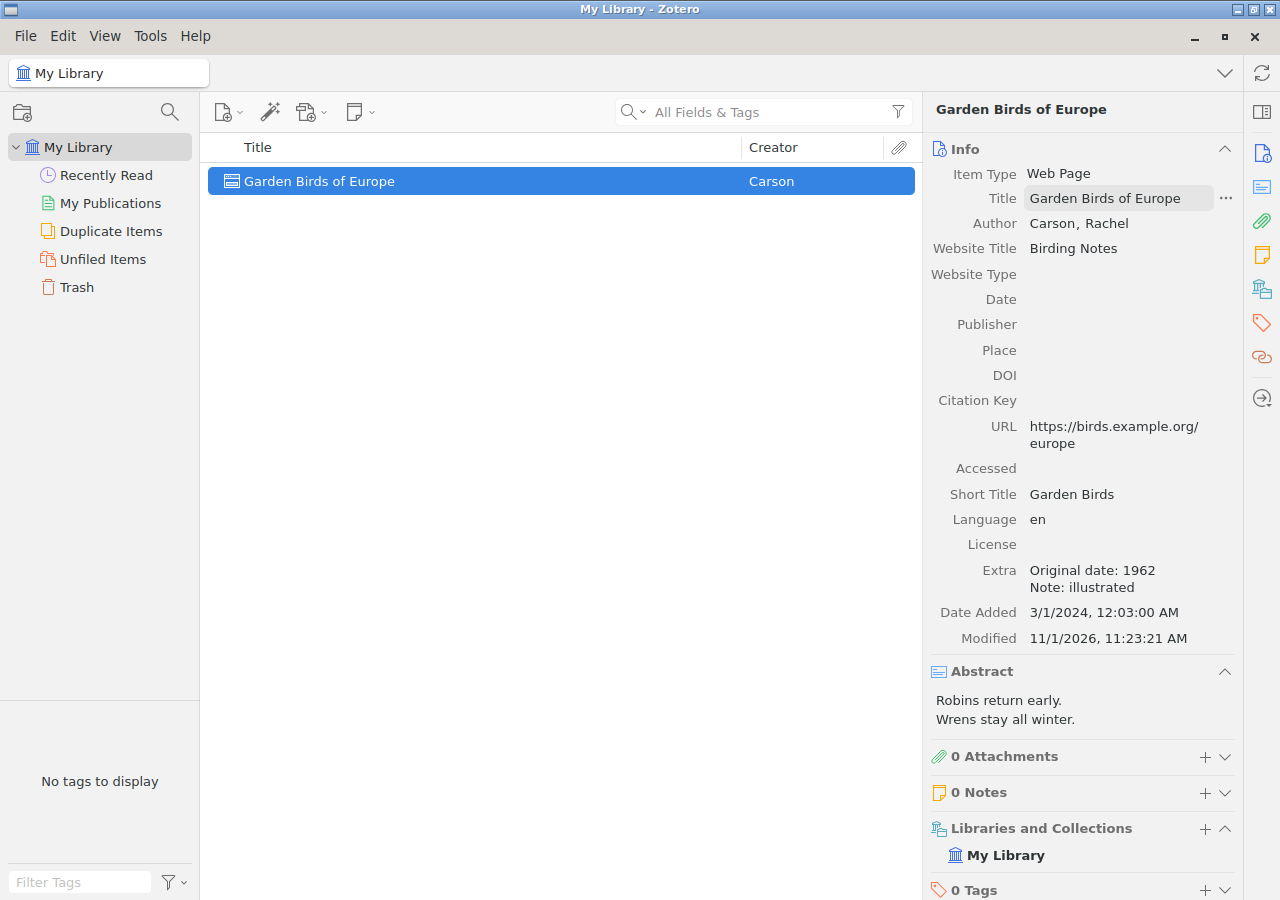 My Library - Zotero
File Edit View Tools Help
My Library
My Library
Recently Read
My Publications
Duplicate Items
Unfiled Items
Trash
No tags to display
Filter Tags
All Fields & Tags
Title Creator
Garden Birds of Europe Carson
Garden Birds of Europe
Info
Item Type Web Page
Title Garden Birds of Europe
Author Carson, Rachel
Website Title Birding Notes
Website Type
Date
Publisher
Place
DOI
Citation Key
URL https://birds.example.org/
europe
Accessed
Short Title Garden Birds
Language en
License
Extra Original date: 1962
Note: illustrated
Date Added 3/1/2024, 12:03:00 AM
Modified 11/1/2026, 11:23:21 AM
Abstract
Robins return early.
Wrens stay all winter.
0 Attachments
0 Notes
Libraries and Collections
My Library
0 Tags